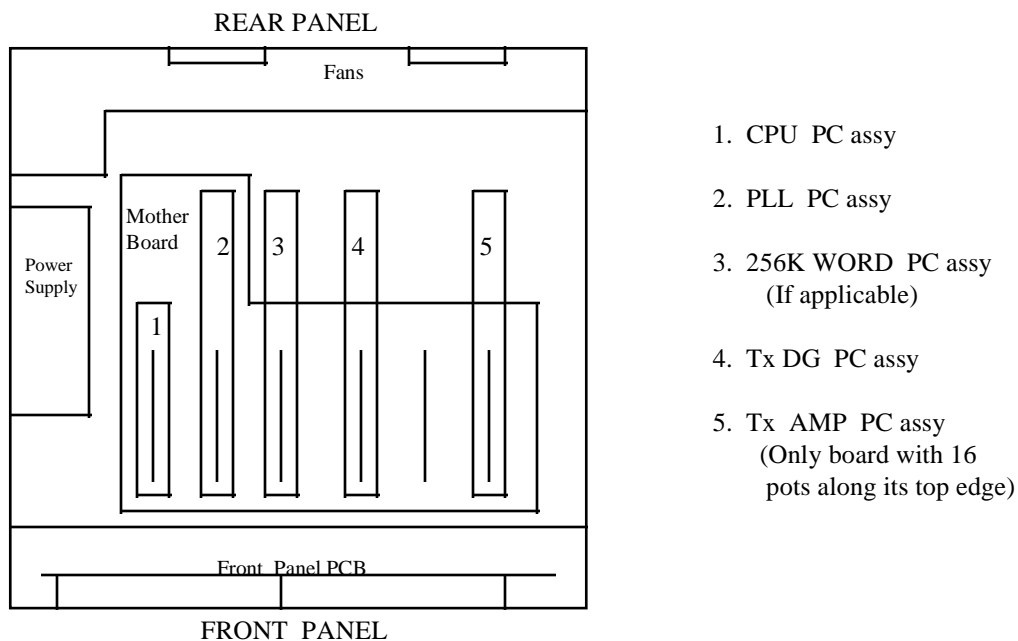 REAR PANEL
Fans
Mother
Board
Power
Supply
1
2
3
4
5
Front Panel PCB
FRONT PANEL
1. CPU PC assy
2. PLL PC assy
3. 256K WORD PC assy
(If applicable)
4. Tx DG PC assy
5. Tx AMP PC assy
(Only board with 16
pots along its top edge)